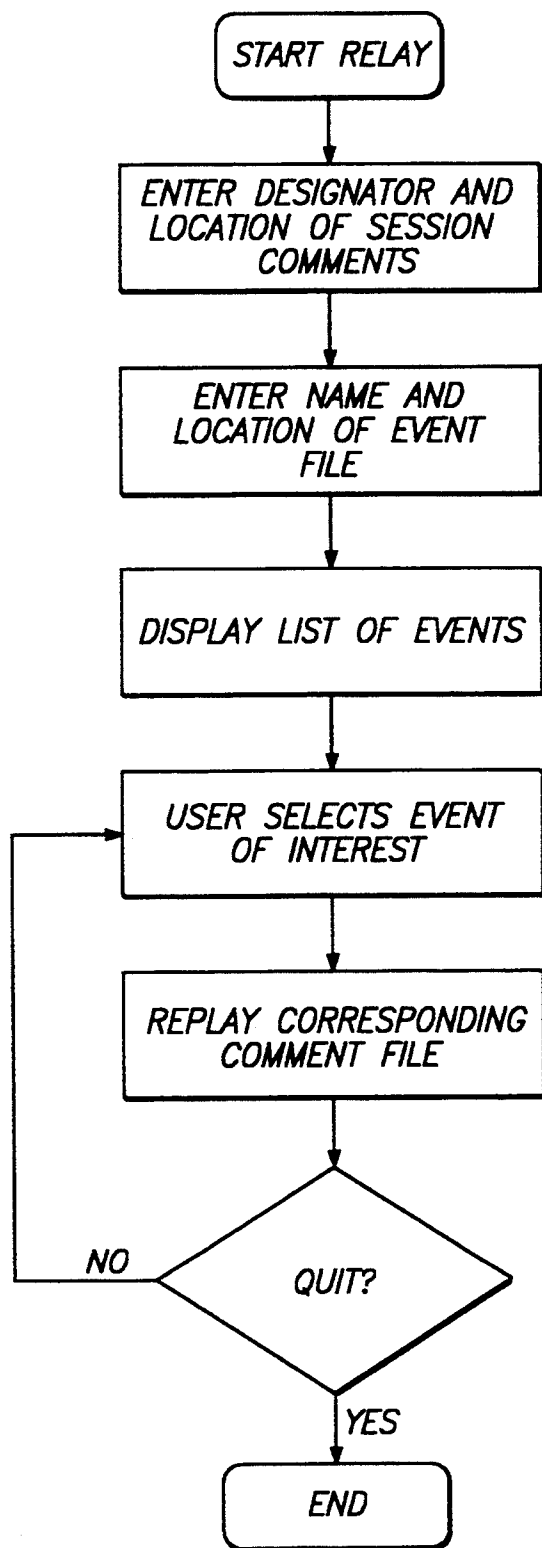 START RELAY
ENTER DESIGNATOR AND
LOCATION OF SESSION
COMMENTS
ENTER NAME AND
LOCATION OF EVENT
FILE
DISPLAY LIST OF EVENTS
USER SELECTS EVENT
OF INTEREST
REPLAY CORRESPONDING
COMMENT FILE
QUIT?
NO
YES
END